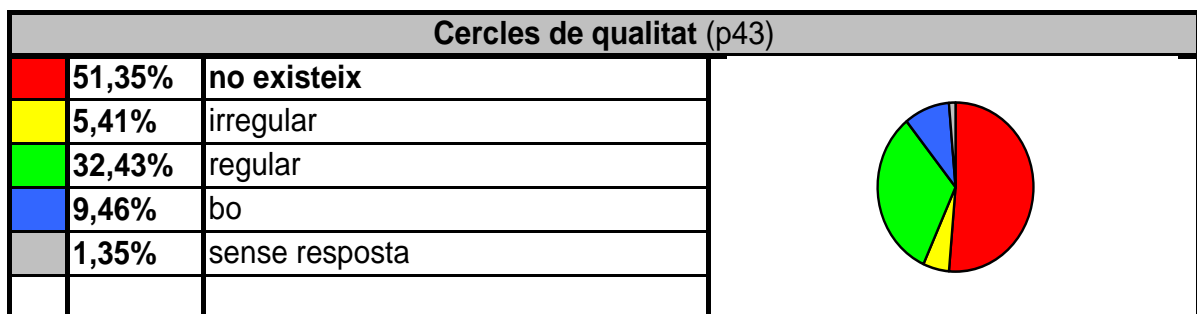 Cercles de qualitat (p43)
51,35% no existeix
5,41% irregular
32,43% regular
9,46% bo
1,35% sense resposta